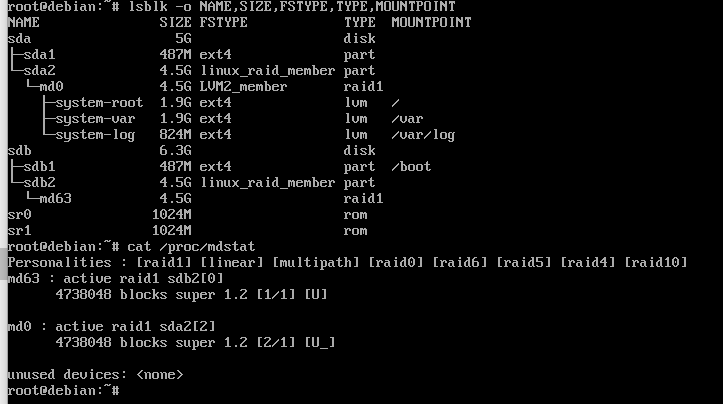 root@debian:~# lsblk -o NAME,SIZE,FSTYPE,TYPE,MOUNTPOINT
NAME                SIZE FSTYPE            TYPE  MOUNTPOINT
sda                   5G                   disk
├─sda1              487M ext4              part
└─sda2              4.5G linux_raid_member part
  └─md0             4.5G LVM2_member       raid1
    ├─system-root   1.9G ext4              lvm   /
    ├─system-var    1.9G ext4              lvm   /var
    └─system-log    824M ext4              lvm   /var/log
sdb                 6.3G                   disk
├─sdb1              487M ext4              part  /boot
└─sdb2              4.5G linux_raid_member part
  └─md63            4.5G                   raid1
sr0                1024M                   rom
sr1                1024M                   rom
root@debian:~# cat /proc/mdstat
Personalities : [raid1] [linear] [multipath] [raid0] [raid6] [raid5] [raid4] [raid10]
md63 : active raid1 sdb2[0]
      4738048 blocks super 1.2 [1/1] [U]

md0 : active raid1 sda2[2]
      4738048 blocks super 1.2 [2/1] [U_]

unused devices: <none>
root@debian:~#